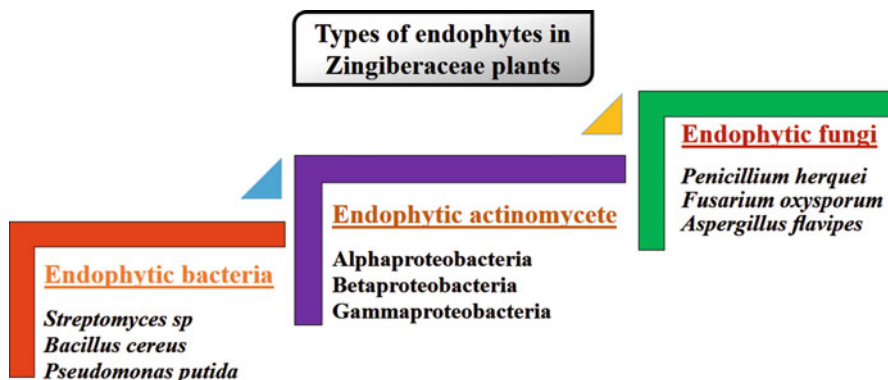 Types of endophytes in
Zingiberaceae plants
Endophytic bacteria
Streptomyces sp
Bacillus cereus
Pseudomonas putida
Endophytic actinomycete
Alphaproteobacteria
Betaproteobacteria
Gammaproteobacteria
Endophytic fungi
Penicillium herquei
Fusarium oxysporum
Aspergillus flavipes